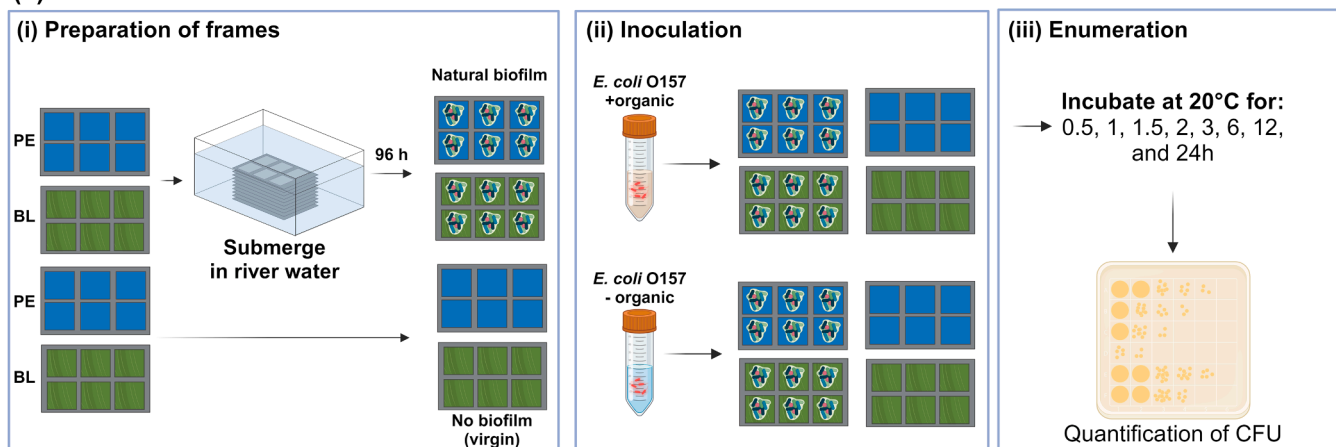 (i) Preparation of frames
PE
BL
PE
BL
Submerge
in river water
96 h
Natural biofilm
No biofilm
(virgin)
(ii) Inoculation
E. coli O157
+organic
E. coli O157
- organic
(iii) Enumeration
Incubate at 20°C for:
0.5, 1, 1.5, 2, 3, 6, 12,
and 24h
Quantification of CFU